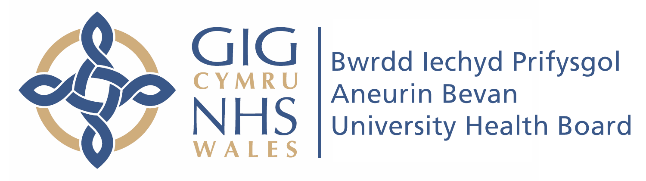 GIG
CYMRU
NHS
WALES
Bwrdd Iechyd Prifysgol
Aneurin Bevan
University Health Board